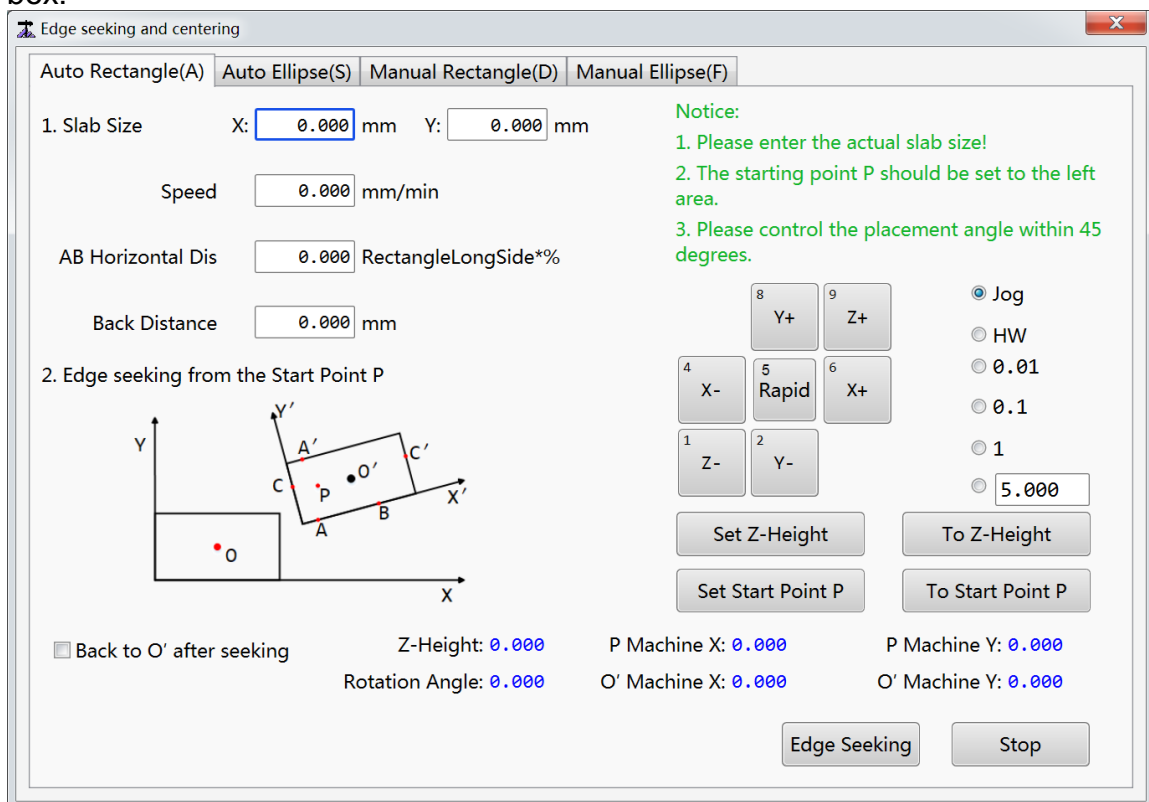 box.
Edge seeking and centering
Auto Rectangle(A) Auto Ellipse(S) Manual Rectangle(D) Manual Ellipse(F)
1. Slab Size X: 0.000 mm Y: 0.000 mm
Speed 0.000 mm/min
AB Horizontal Dis 0.000 RectangleLongSide*%
Back Distance 0.000 mm
2. Edge seeking from the Start Point P
Y
Y′
A′
C′
C
P
O′
X′
A
B
O
X
Notice:
1. Please enter the actual slab size!
2. The starting point P should be set to the left
area.
3. Please control the placement angle within 45
degrees.
8 Y+ 9 Z+
4 X- 5 Rapid 6 X+
1 Z- 2 Y-
Jog
HW
0.01
0.1
1
5.000
Set Z-Height To Z-Height
Set Start Point P To Start Point P
Back to O′ after seeking Z-Height: 0.000 P Machine X: 0.000 P Machine Y: 0.000
Rotation Angle: 0.000 O′ Machine X: 0.000 O′ Machine Y: 0.000
Edge Seeking Stop